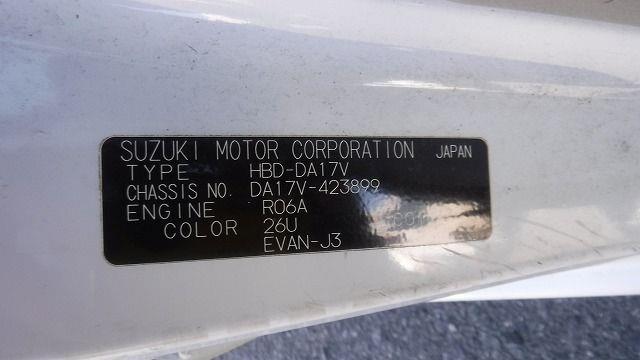 SUZUKI MOTOR CORPORATION JAPAN
TYPE HBD-DA17V
CHASSIS NO. DA17V-423899
ENGINE R06A
COLOR 26U
EVAN-J3